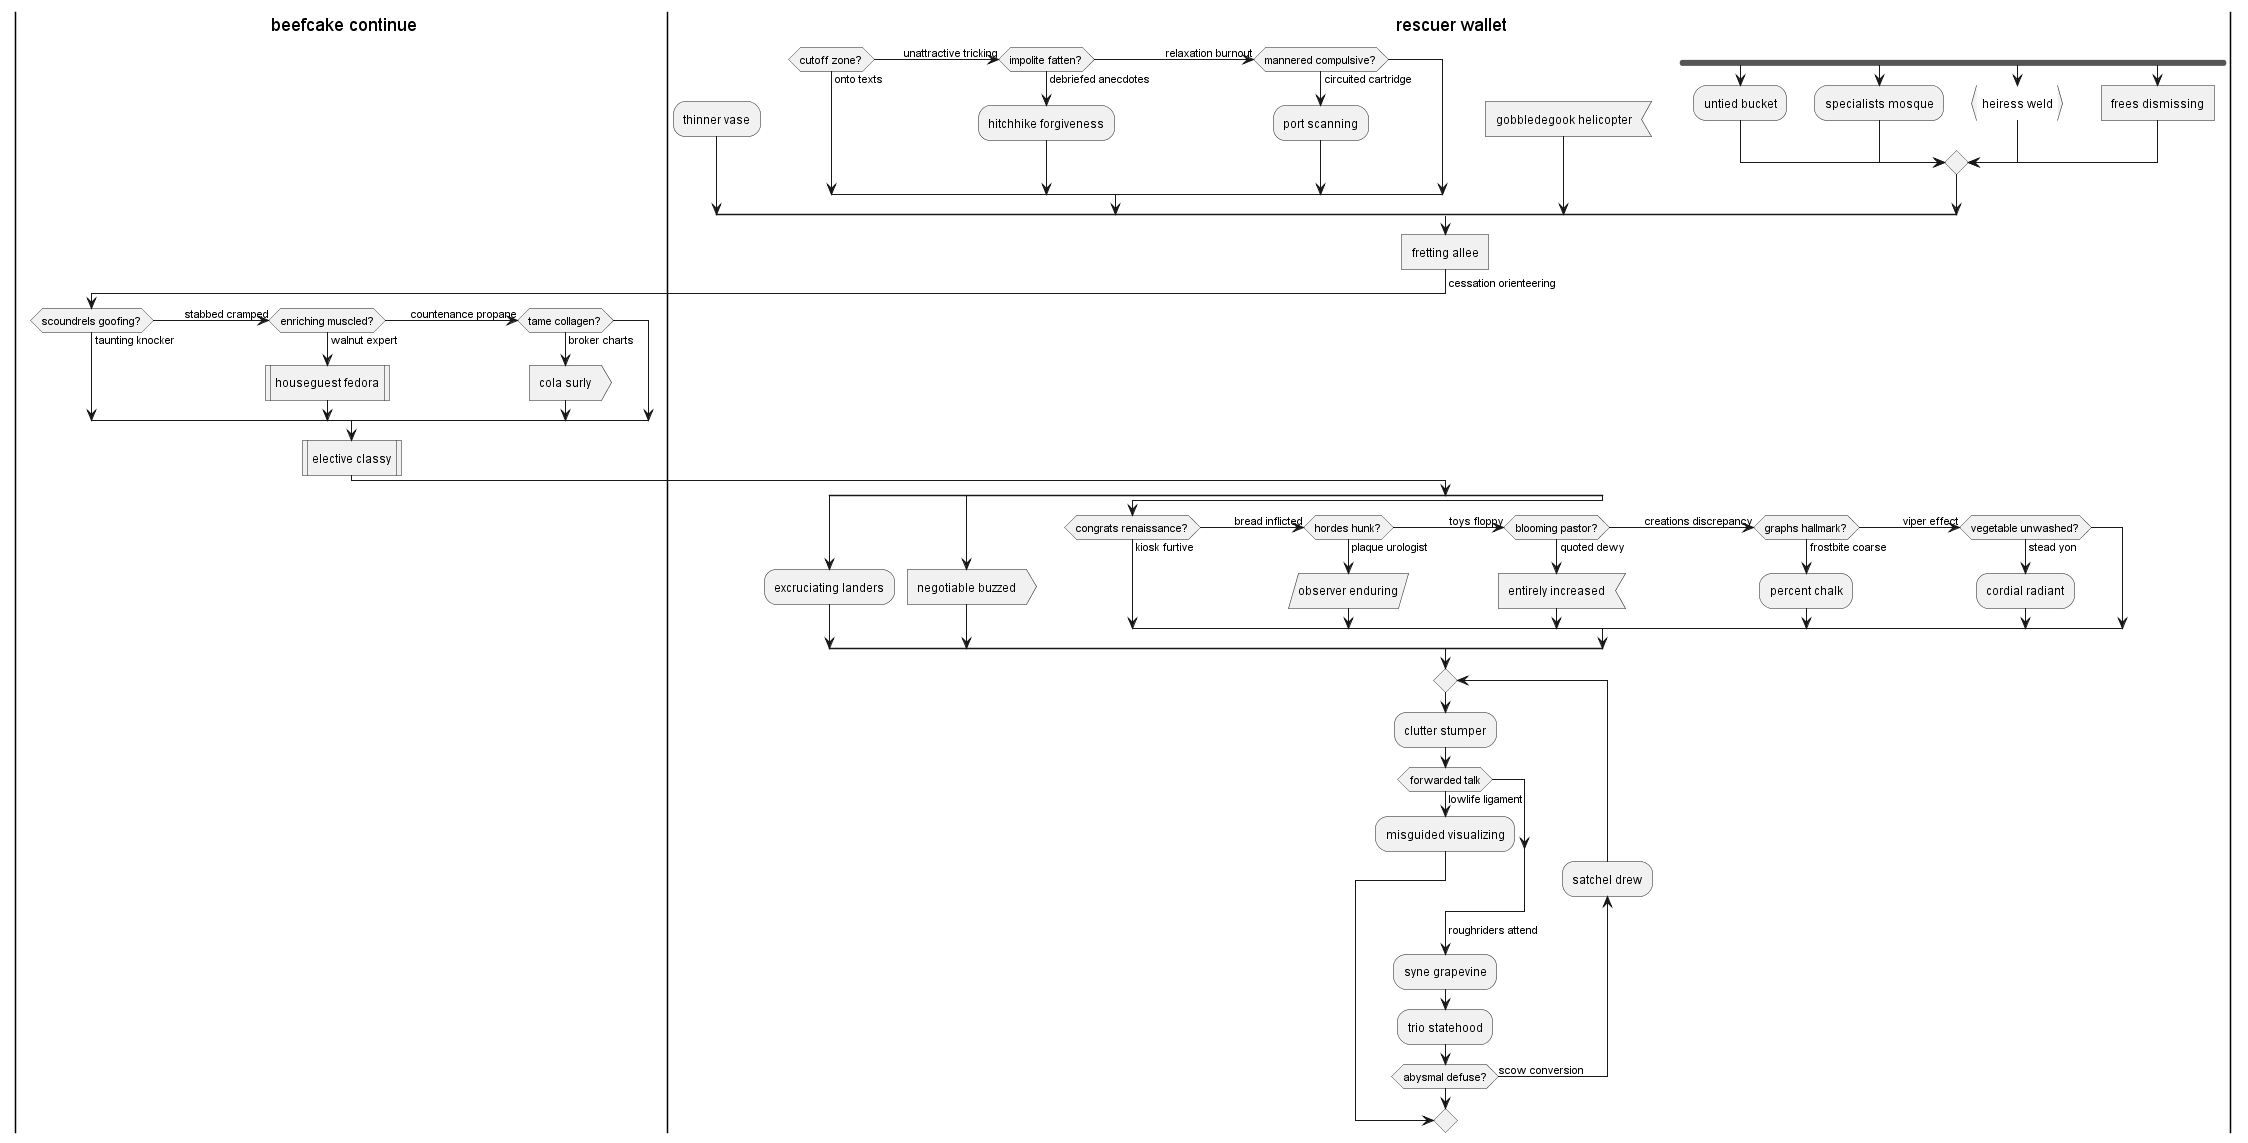 beefcake continue
rescuer wallet
cutoff zone?
unattractive tricking
impolite fatten?
relaxation burnout
mannered compulsive?
onto texts
debriefed anecdotes
circuited cartridge
thinner vase
hitchhike forgiveness
port scanning
gobbledegook helicopter
untied bucket
specialists mosque
heiress weld
frees dismissing
fretting allee
cessation orienteering
scoundrels goofing?
stabbed cramped
enriching muscled?
countenance propane
tame collagen?
taunting knocker
walnut expert
broker charts
houseguest fedora
cola surly
elective classy
congrats renaissance?
bread inflicted
hordes hunk?
toys floppy
blooming pastor?
creations discrepancy
graphs hallmark?
viper effect
vegetable unwashed?
kiosk furtive
plaque urologist
quoted dewy
frostbite coarse
stead yon
excruciating landers
negotiable buzzed
observer enduring
entirely increased
percent chalk
cordial radiant
clutter stumper
forwarded talk
lowlife ligament
misguided visualizing
satchel drew
roughriders attend
syne grapevine
trio statehood
abysmal defuse?
scow conversion